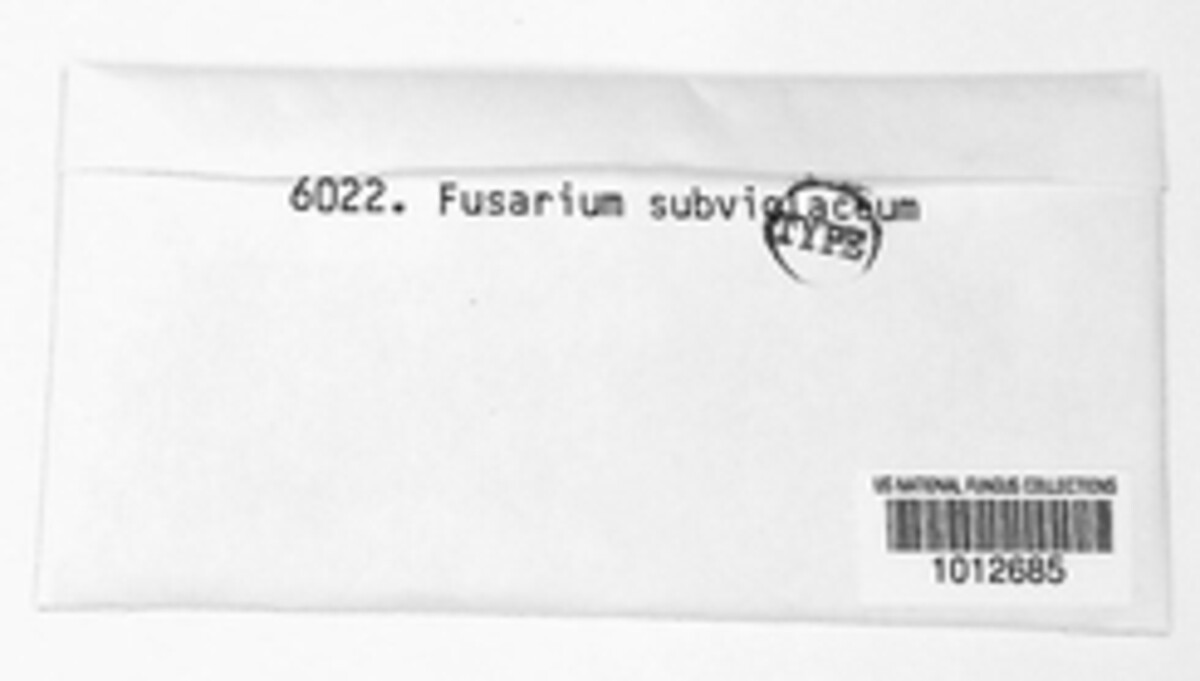 6022. Fusarium subviolaceum
TYPE
US NATIONAL FUNGUS COLLECTIONS
1012685